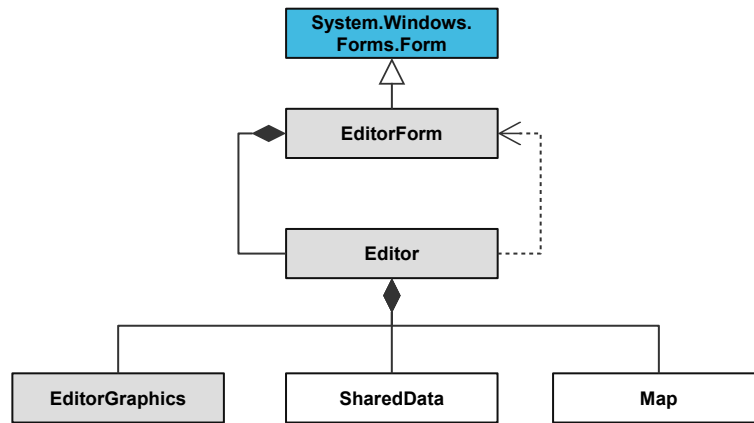 System.Windows.
Forms.Form
EditorForm
Editor
EditorGraphics
SharedData
Map